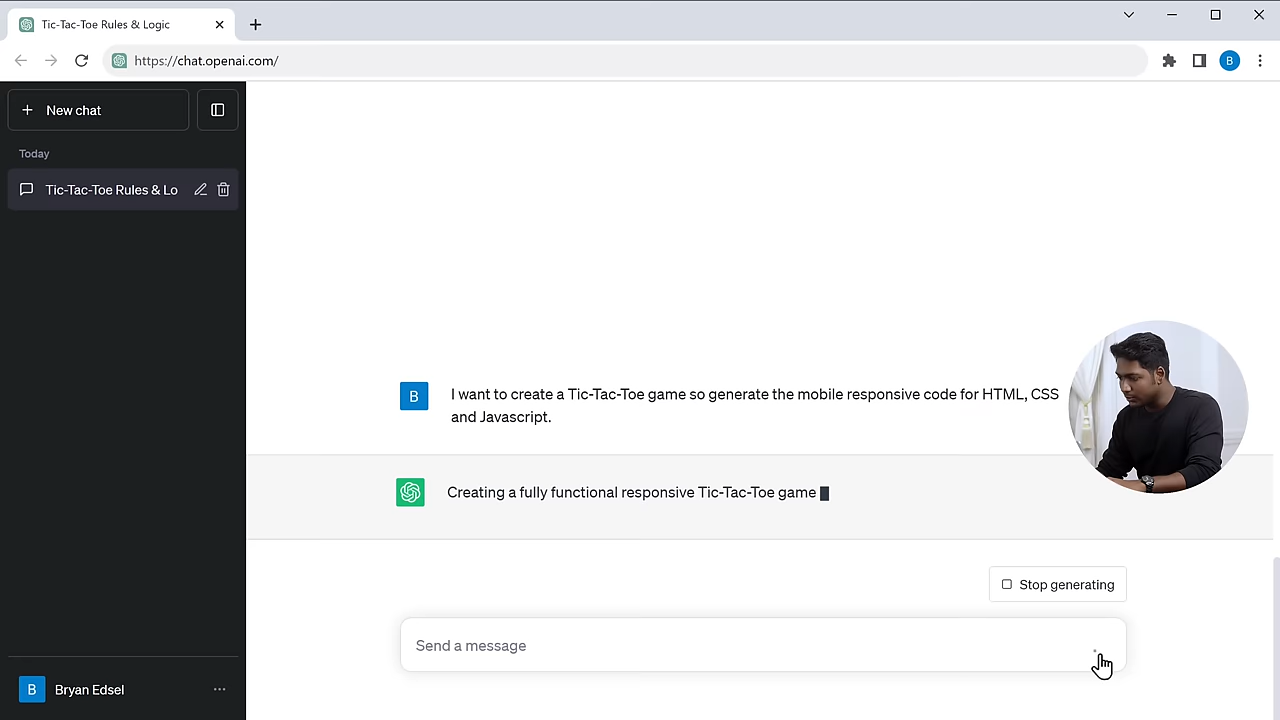 Tic-Tac-Toe Rules & Logic
https://chat.openai.com/
B
New chat
Today
Tic-Tac-Toe Rules & Lo
B
I want to create a Tic-Tac-Toe game so generate the mobile responsive code for HTML, CSS
and Javascript.
Creating a fully functional responsive Tic-Tac-Toe game
Stop generating
Send a message
B
Bryan Edsel